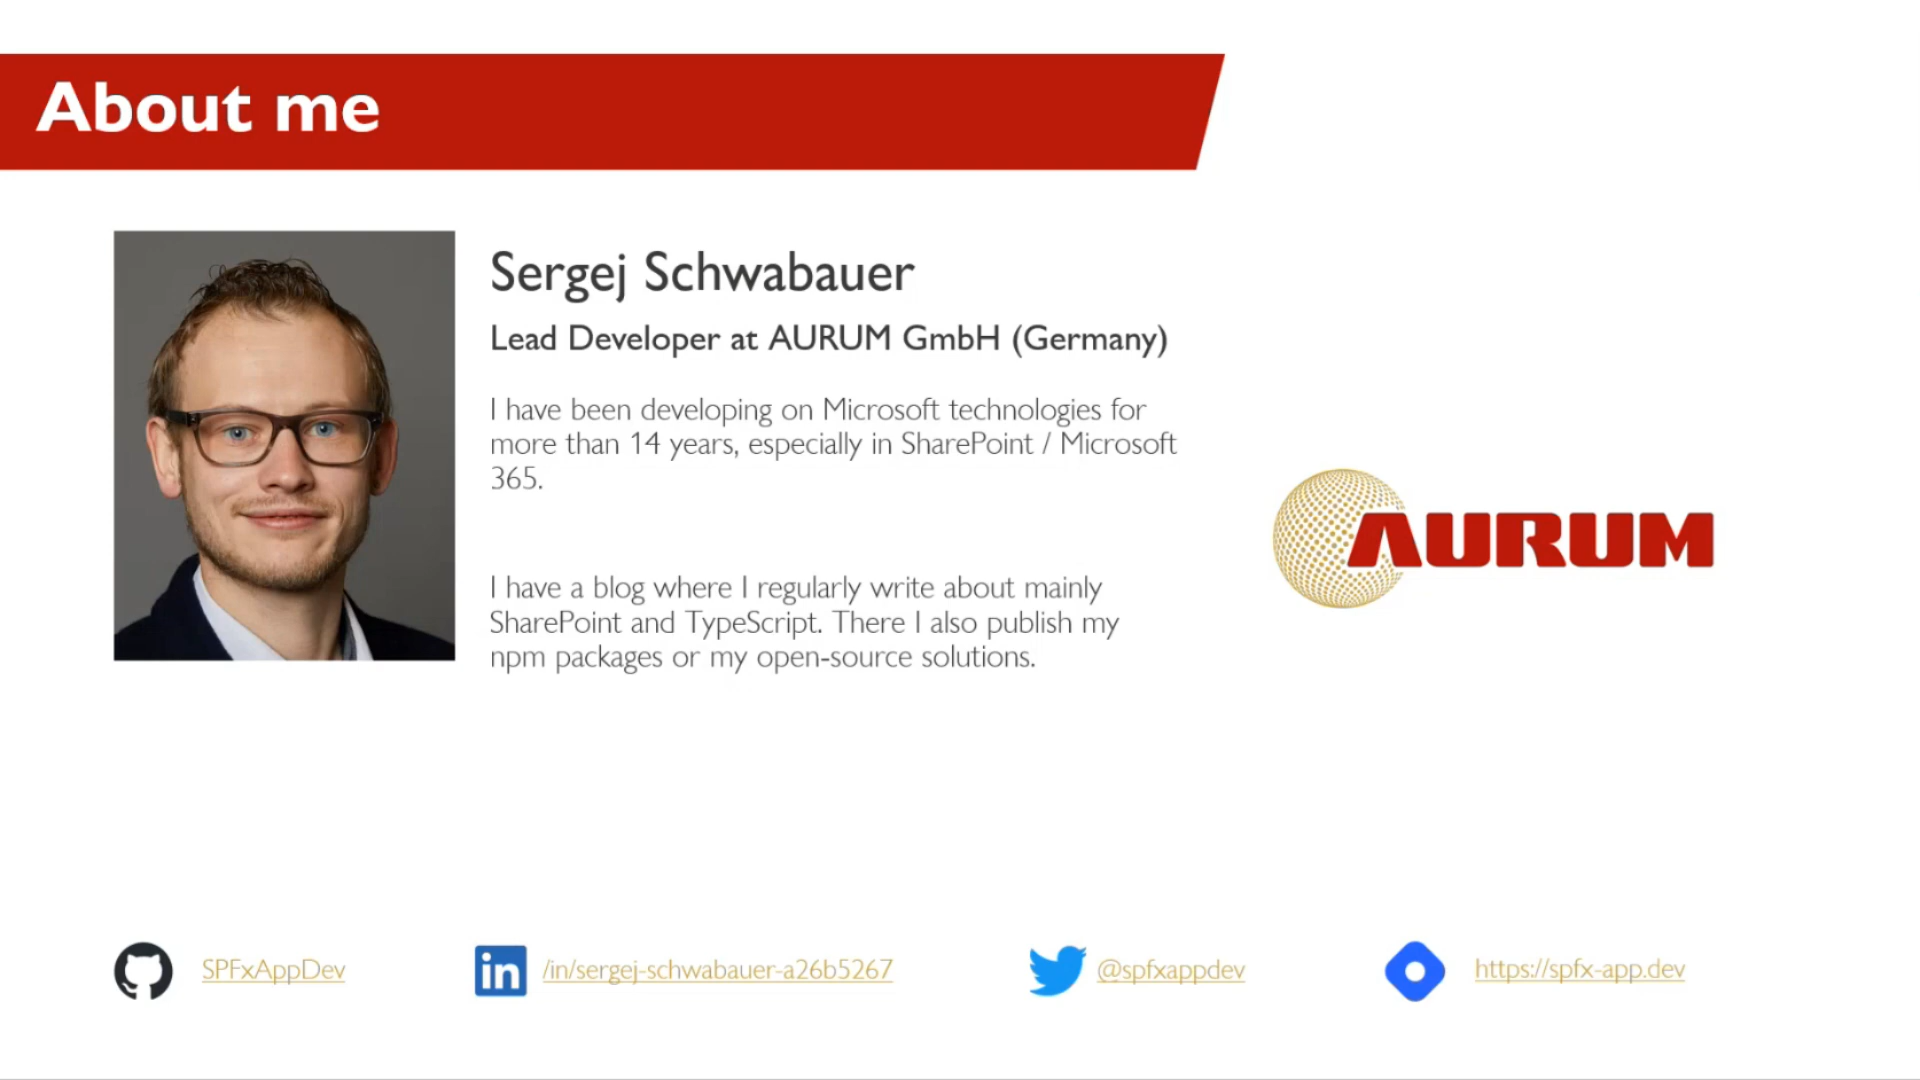 About me
Sergej Schwabauer
Lead Developer at AURUM GmbH (Germany)
I have been developing on Microsoft technologies for
more than 14 years, especially in SharePoint / Microsoft
365.
AURUM
I have a blog where I regularly write about mainly
SharePoint and TypeScript. There I also publish my
npm packages or my open-source solutions.
SPFxAppDev
in
/in/sergej-schwabauer-a26b5267
@spfxappdev
https://spfx-app.dev